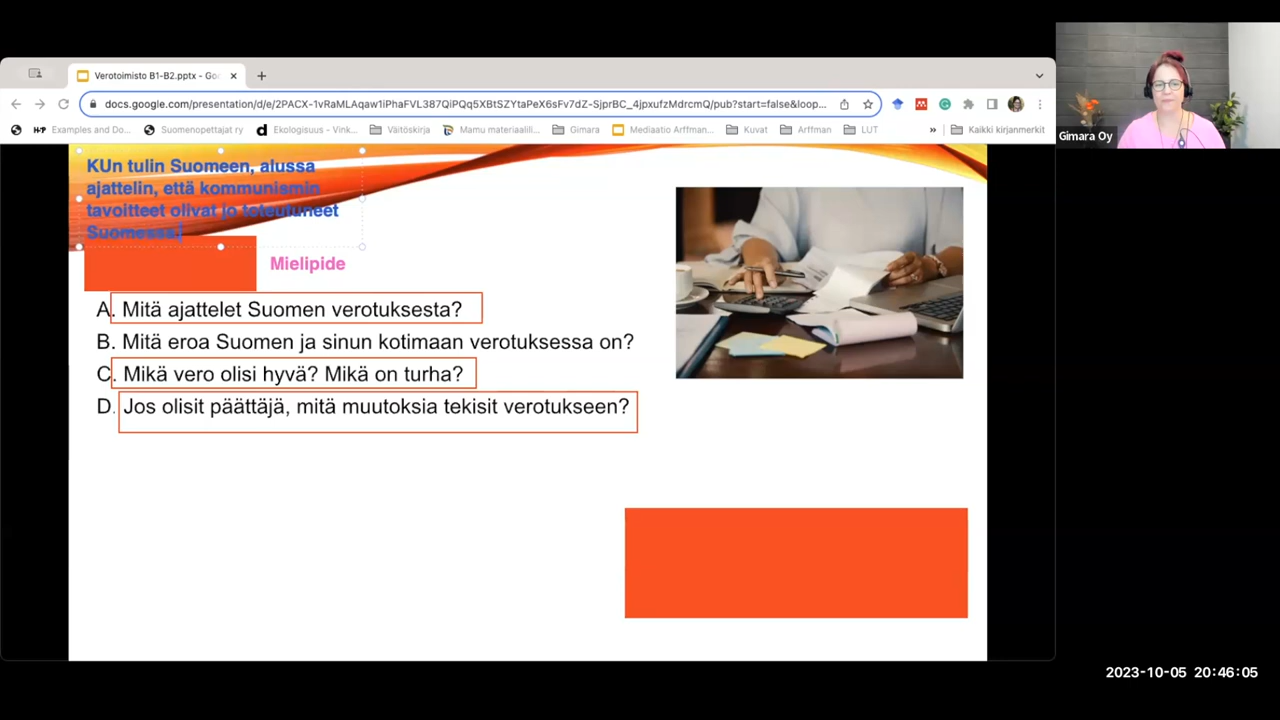 Verotoimisto B1-B2.pptx - Go
docs.google.com/presentation/d/e/2PACX-1vRaMLAqaw1iPhaFVL387QiPQq5XBtSZYtaPeX6sFv7dZ-SjprBC_4jpxufzMdrcmQ/pub?start=false&loop...
Examples and Do...
Suomenopettajat ry
Ekologisuus - Vink...
Väitöskirja
Mamu materiaalil...
Gimara
Mediaatio Arffman...
Kuvat
Arffman
LUT
»
Kaikki kirjanmerkit
Gimara Oy
KUn tulin Suomeen, alussa
ajattelin, että kommunismin
tavoitteet olivat jo toteutuneet
Suomessa.
Mielipide
A. Mitä ajattelet Suomen verotuksesta?
B. Mitä eroa Suomen ja sinun kotimaan verotuksessa on?
C. Mikä vero olisi hyvä? Mikä on turha?
D. Jos olisit päättäjä, mitä muutoksia tekisit verotukseen?
2023-10-05 20:46:05